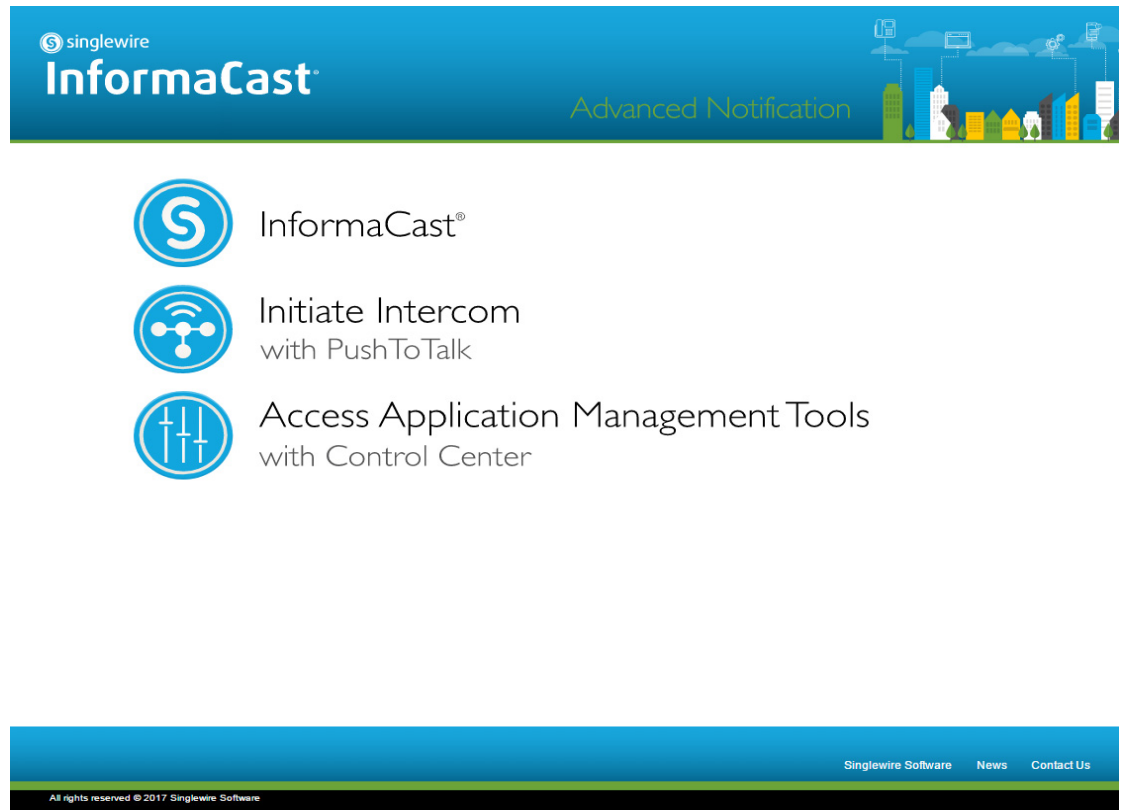 singlewire
InformaCast®
Advanced Notification
InformaCast®
Initiate Intercom
with PushToTalk
Access Application Management Tools
with Control Center
Singlewire Software News Contact Us
All rights reserved © 2017 Singlewire Software